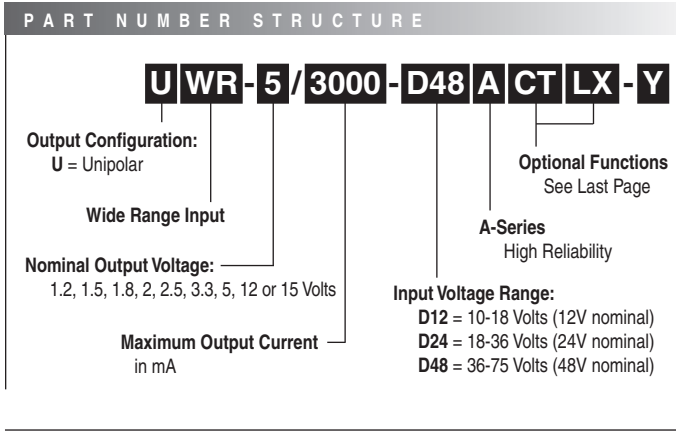 PART NUMBER STRUCTURE
U WR - 5 / 3000 - D48 A CT LX - Y
Output Configuration:
U = Unipolar
Optional Functions
See Last Page
Wide Range Input
A-Series
High Reliability
Nominal Output Voltage:
1.2, 1.5, 1.8, 2, 2.5, 3.3, 5, 12 or 15 Volts
Input Voltage Range:
D12 = 10-18 Volts (12V nominal)
D24 = 18-36 Volts (24V nominal)
D48 = 36-75 Volts (48V nominal)
Maximum Output Current
in mA